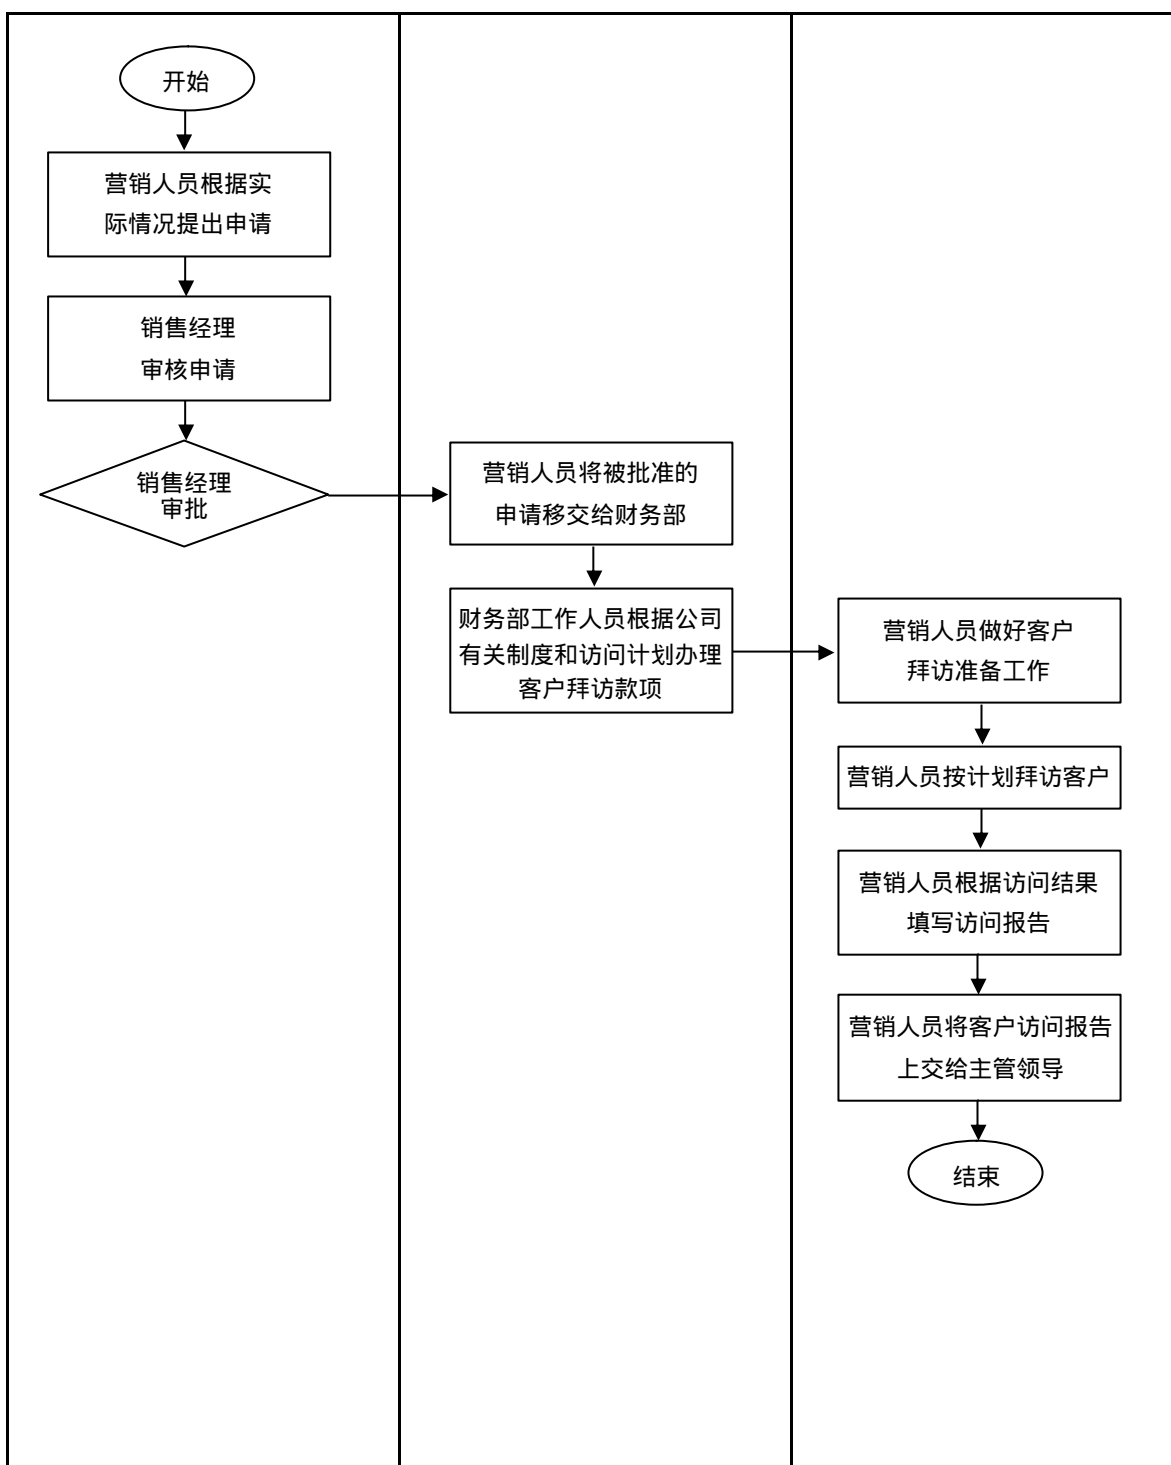 开始
营销人员根据实
际情况提出申请
销售经理
审核申请
销售经理
审批
营销人员将被批准的
申请移交给财务部
财务部工作人员根据公司
有关制度和访问计划办理
客户拜访款项
营销人员做好客户
拜访准备工作
营销人员按计划拜访客户
营销人员根据访问结果
填写访问报告
营销人员将客户访问报告
上交给主管领导
结束